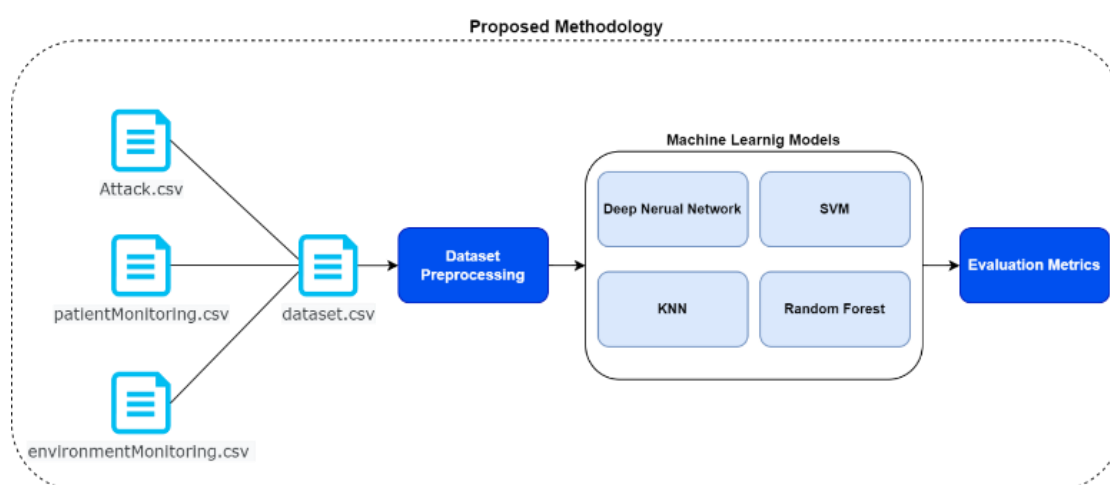 Proposed Methodology
Attack.csv
patientMonitoring.csv
environmentMonitoring.csv
dataset.csv
Dataset
Preprocessing
Machine Learnig Models
Deep Nerual Network
SVM
KNN
Random Forest
Evaluation Metrics